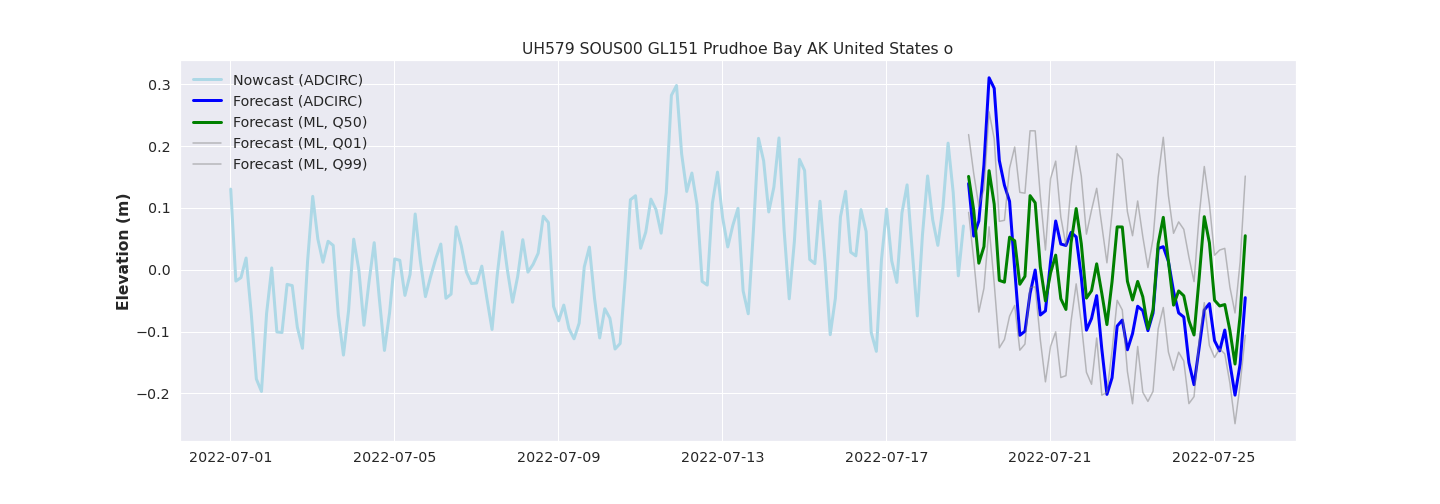 UH579 SOUS00 GL151 Prudhoe Bay AK United States o
Nowcast (ADCIRC)
Forecast (ADCIRC)
Forecast (ML, Q50)
Forecast (ML, Q01)
Forecast (ML, Q99)
Elevation (m)
0.3
0.2
0.1
0.0
−0.1
−0.2
2022-07-01 2022-07-05 2022-07-09 2022-07-13 2022-07-17 2022-07-21 2022-07-25